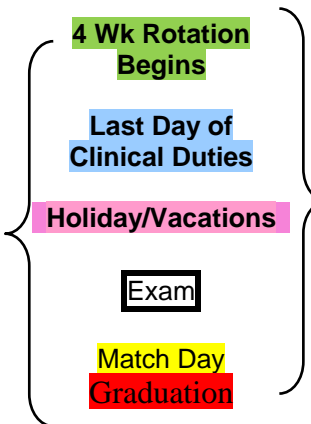 4 Wk Rotation
Begins
Last Day of
Clinical Duties
Holiday/Vacations
Exam
Match Day
Graduation